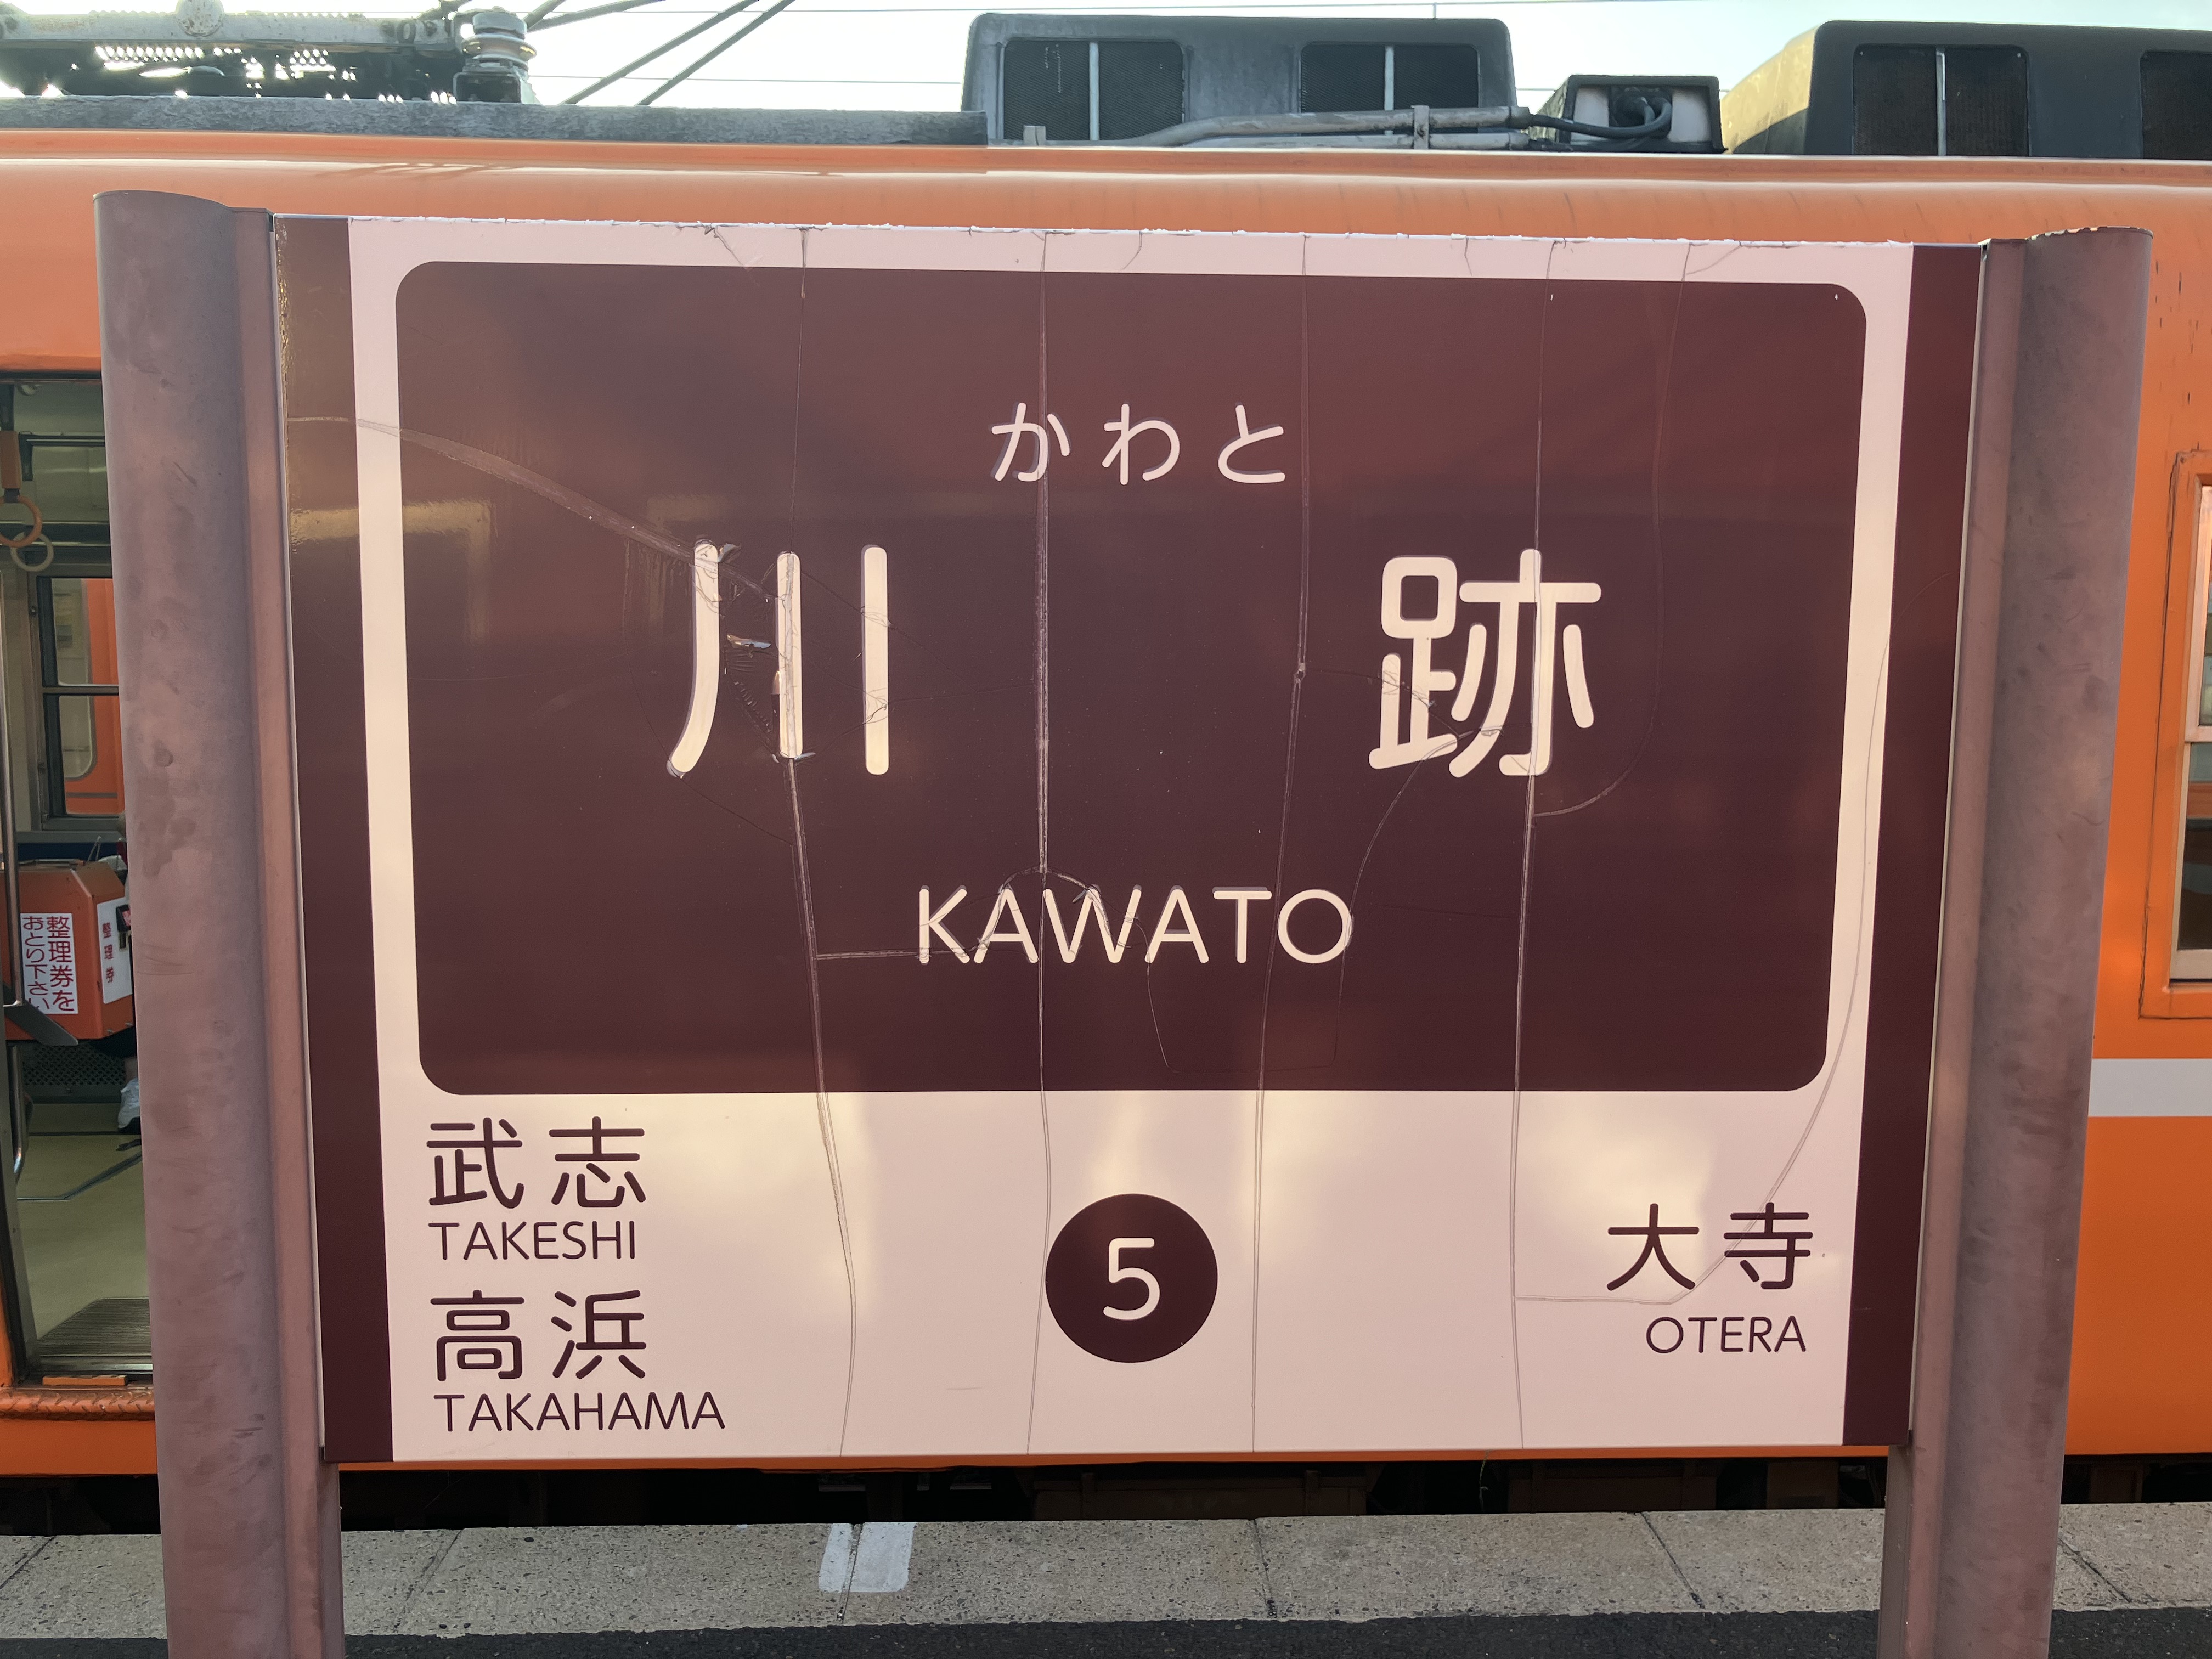 かわと
川跡
KAWATO
武志
TAKESHI
高浜
TAKAHAMA
5
大寺
OTERA
整理券を
おとり下さい
整理券